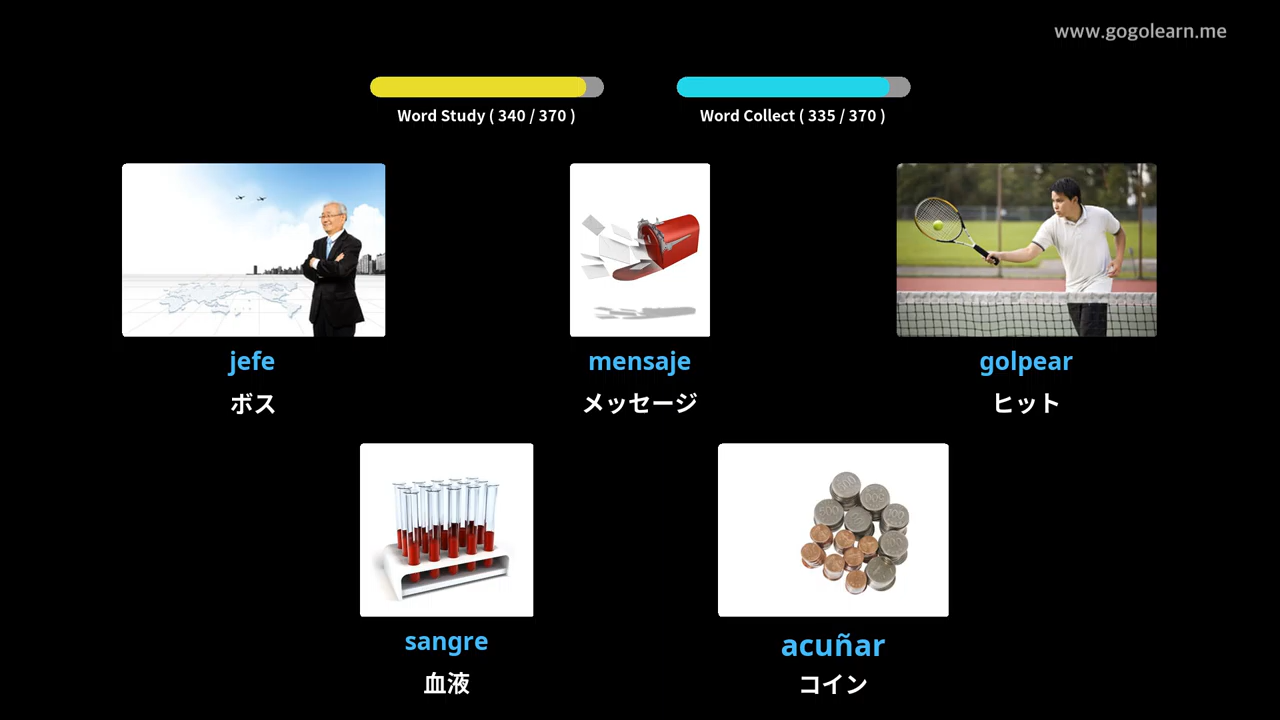 www.gogolearn.me
Word Study ( 340 / 370 )
Word Collect ( 335 / 370 )
jefe
ボス
mensaje
メッセージ
golpear
ヒット
sangre
血液
acuñar
コイン